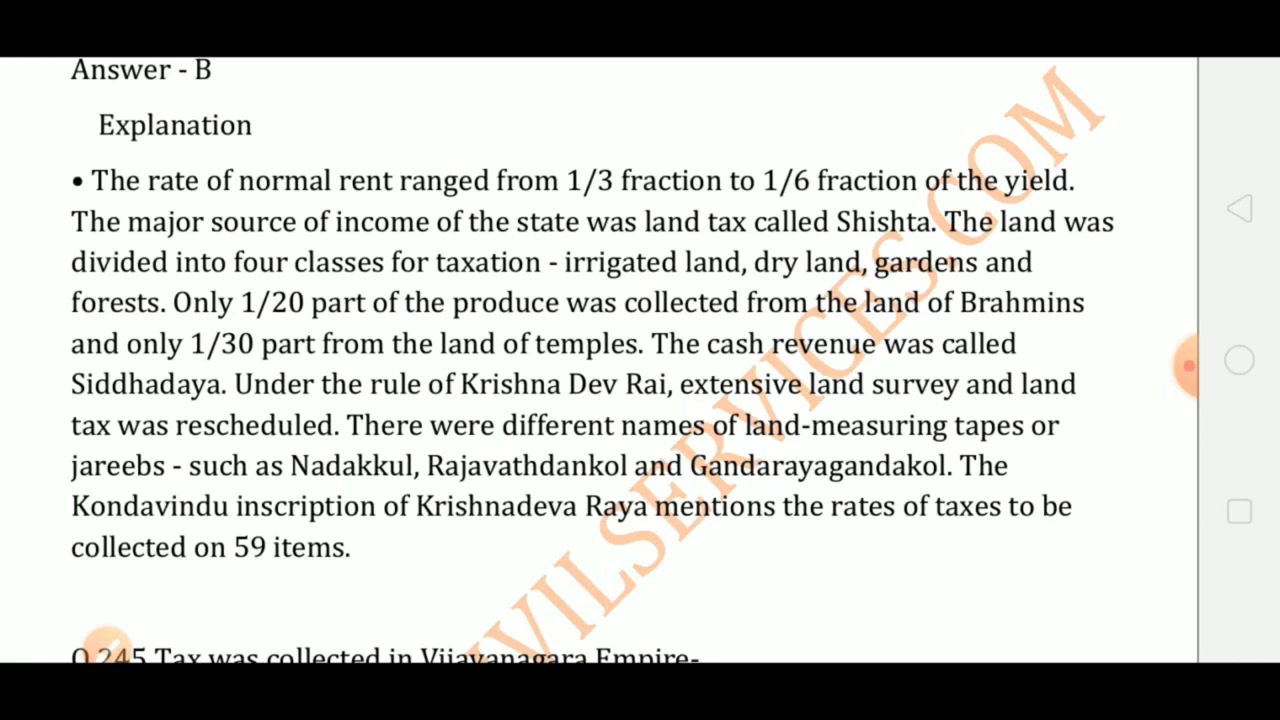 Answer - B
Explanation
• The rate of normal rent ranged from 1/3 fraction to 1/6 fraction of the yield.
The major source of income of the state was land tax called Shishta. The land was
divided into four classes for taxation - irrigated land, dry land, gardens and
forests. Only 1/20 part of the produce was collected from the land of Brahmins
and only 1/30 part from the land of temples. The cash revenue was called
Siddhadaya. Under the rule of Krishna Dev Rai, extensive land survey and land
tax was rescheduled. There were different names of land-measuring tapes or
jareebs - such as Nadakkul, Rajavathdankol and Gandarayagandakol. The
Kondavindu inscription of Krishnadeva Raya mentions the rates of taxes to be
collected on 59 items.
Q 245 Tax was collected in Vijayanagara Empire-
IVILSERVICES.COM